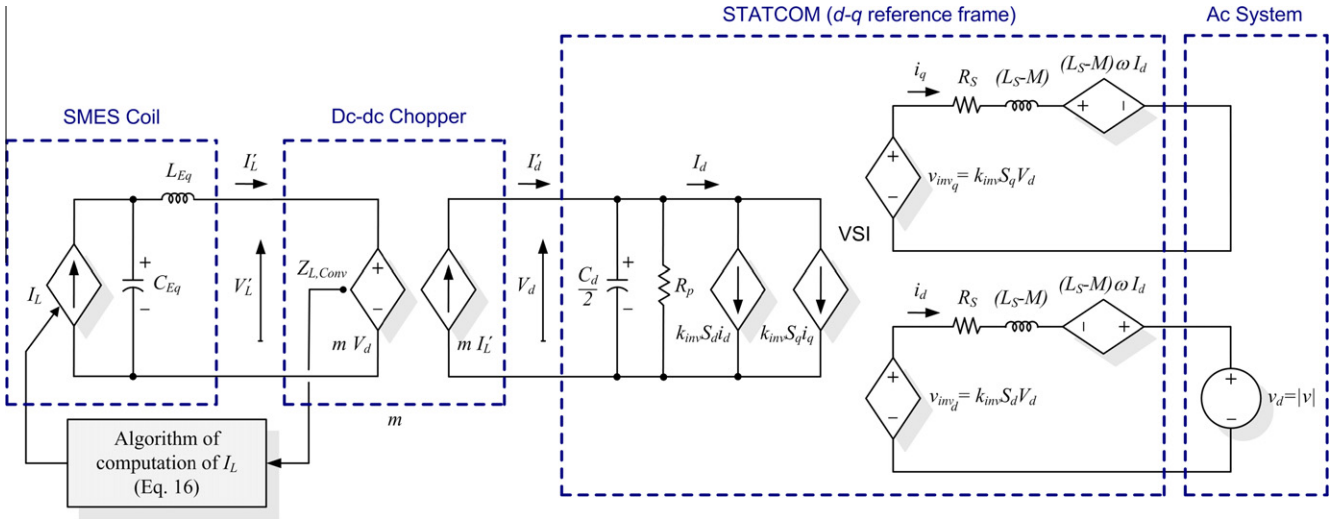 STATCOM (d-q reference frame)
Ac System
SMES Coil
Dc-dc Chopper
i_q
R_S
(L_S-M)
(L_S-M)ω I_d
+ −
L_Eq
I'_L
I'_d
I_d
+
−
v_inv_q = k_inv S_q V_d
VSI
I_L
+
−
C_Eq
V'_L
Z_L,Conv
+
−
m V_d
m I'_L
V_d
C_d
2
+
−
R_p
k_inv S_d i_d
k_inv S_q i_q
i_d
R_S
(L_S-M)
(L_S-M)ω I_d
− +
+
−
v_inv_d = k_inv S_d V_d
+
−
v_d=|v|
m
Algorithm of
computation of I_L
(Eq. 16)